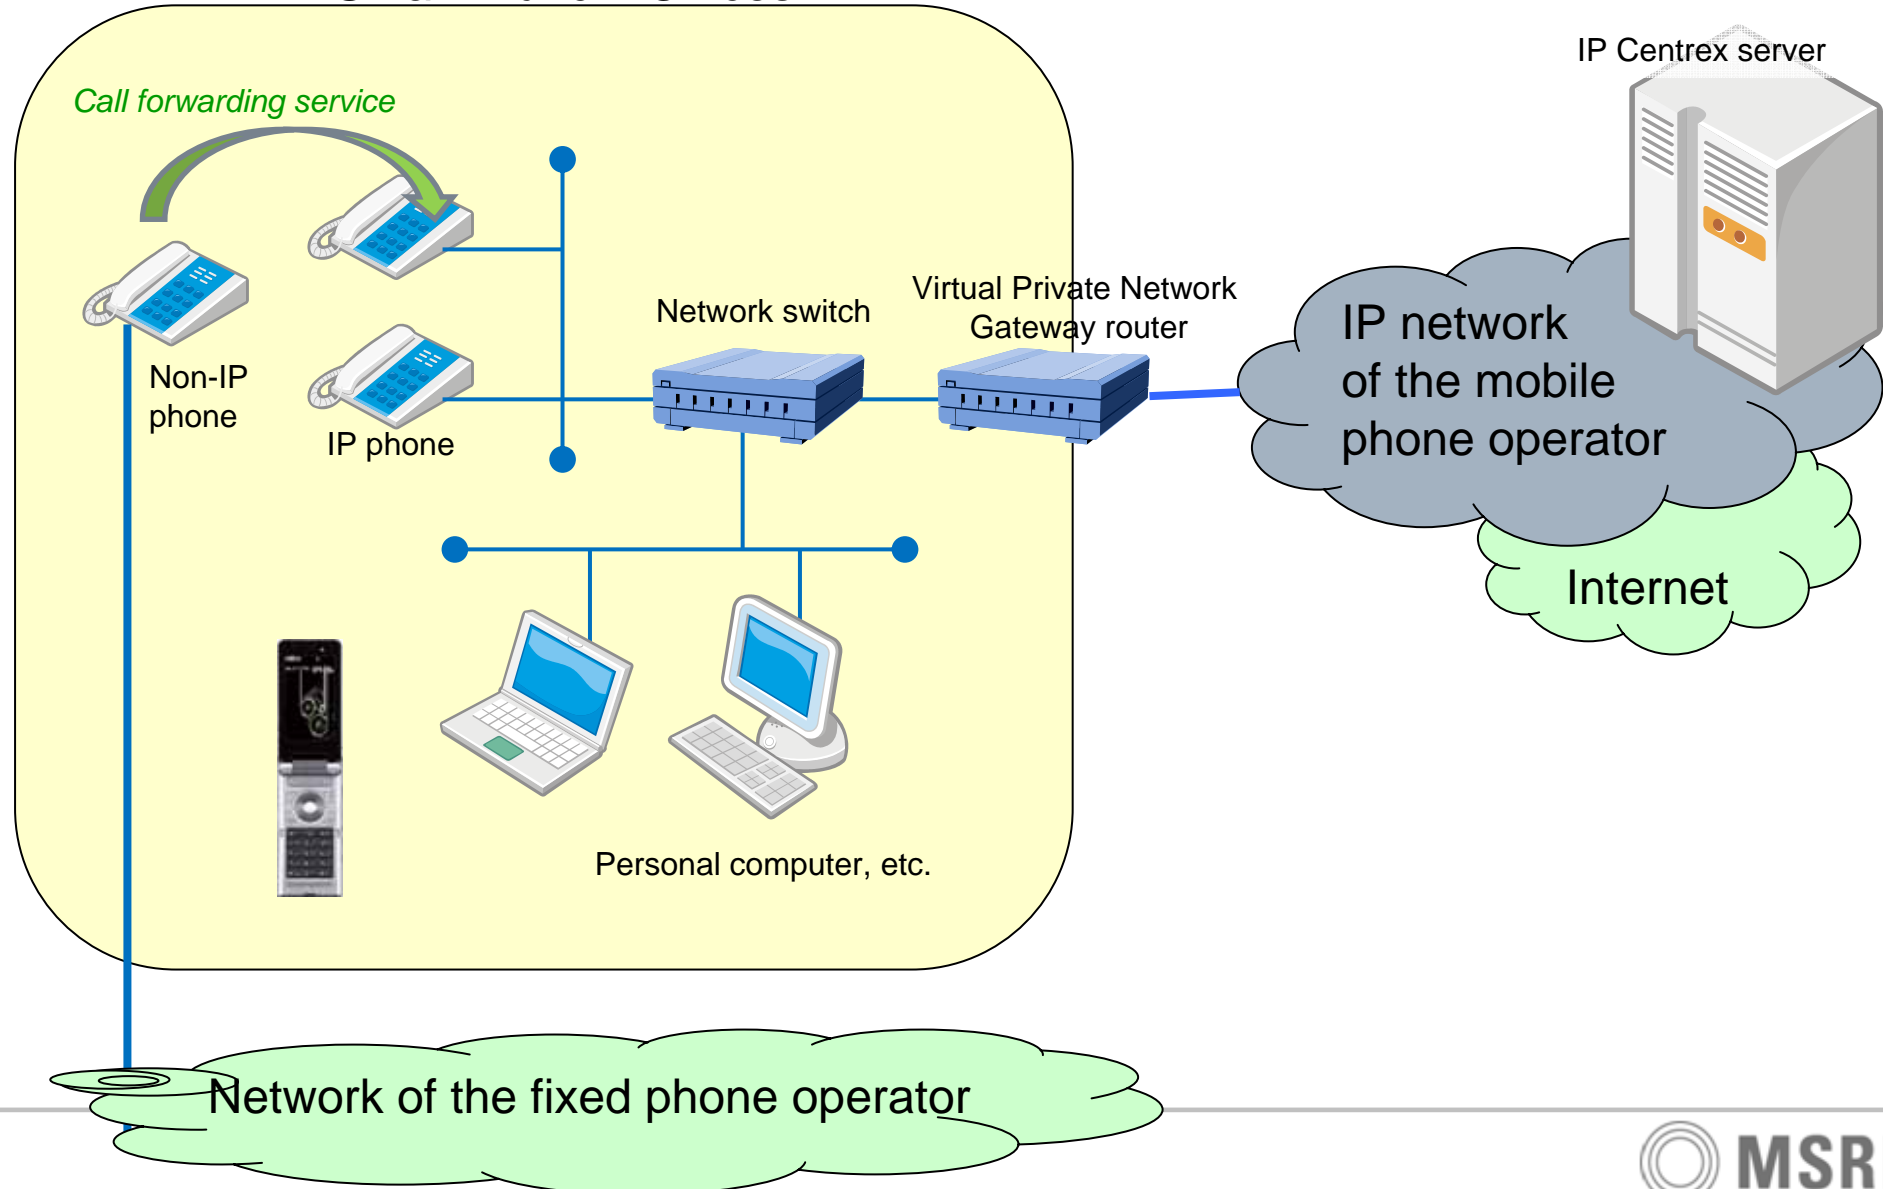 IP Centrex server
Call forwarding service
Virtual Private Network
Gateway router
Network switch
IP network
of the mobile
phone operator
Non-IP
phone
IP phone
Internet
Personal computer, etc.
Network of the fixed phone operator
MSR